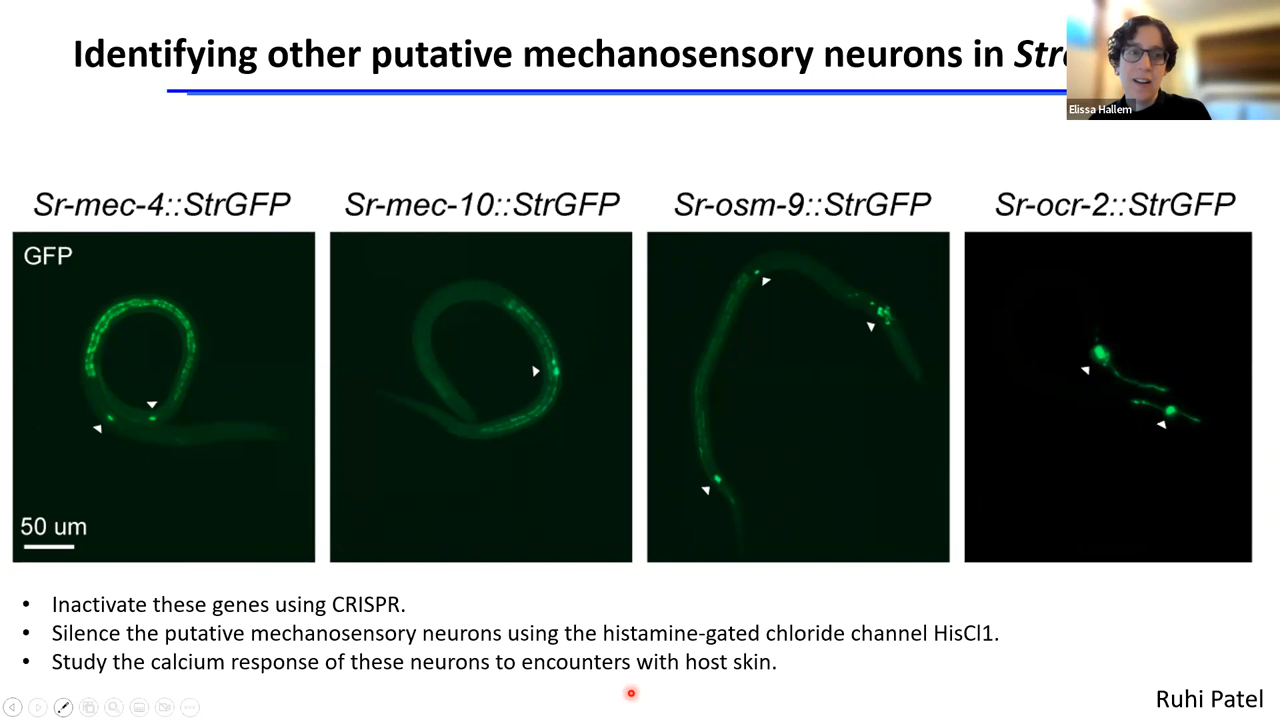 Identifying other putative mechanosensory neurons in Str
Elissa Hallem
Sr-mec-4::StrGFP
Sr-mec-10::StrGFP
Sr-osm-9::StrGFP
Sr-ocr-2::StrGFP
GFP
50 um
• Inactivate these genes using CRISPR.
• Silence the putative mechanosensory neurons using the histamine-gated chloride channel HisCl1.
• Study the calcium response of these neurons to encounters with host skin.
Ruhi Patel